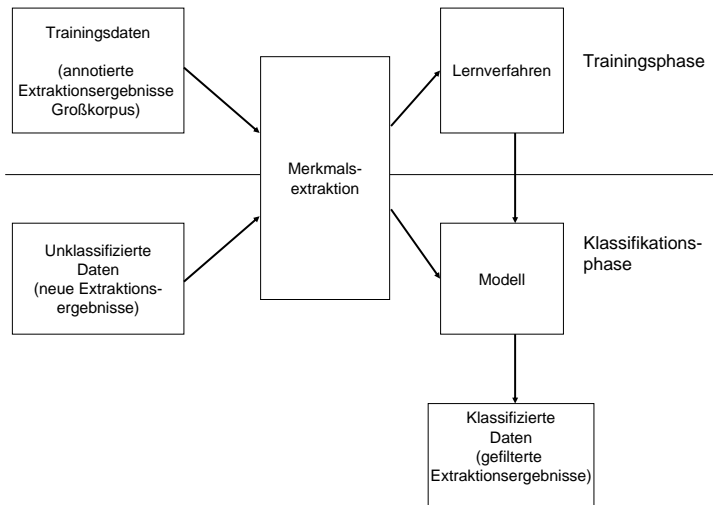 Trainingsdaten
(annotierte
Extraktionsergebnisse
Großkorpus)
Merkmals-
extraktion
Lernverfahren
Trainingsphase
Unklassifizierte
Daten
(neue Extraktions-
ergebnisse)
Modell
Klassifikations-
phase
Klassifizierte
Daten
(gefilterte
Extraktionsergebnisse)